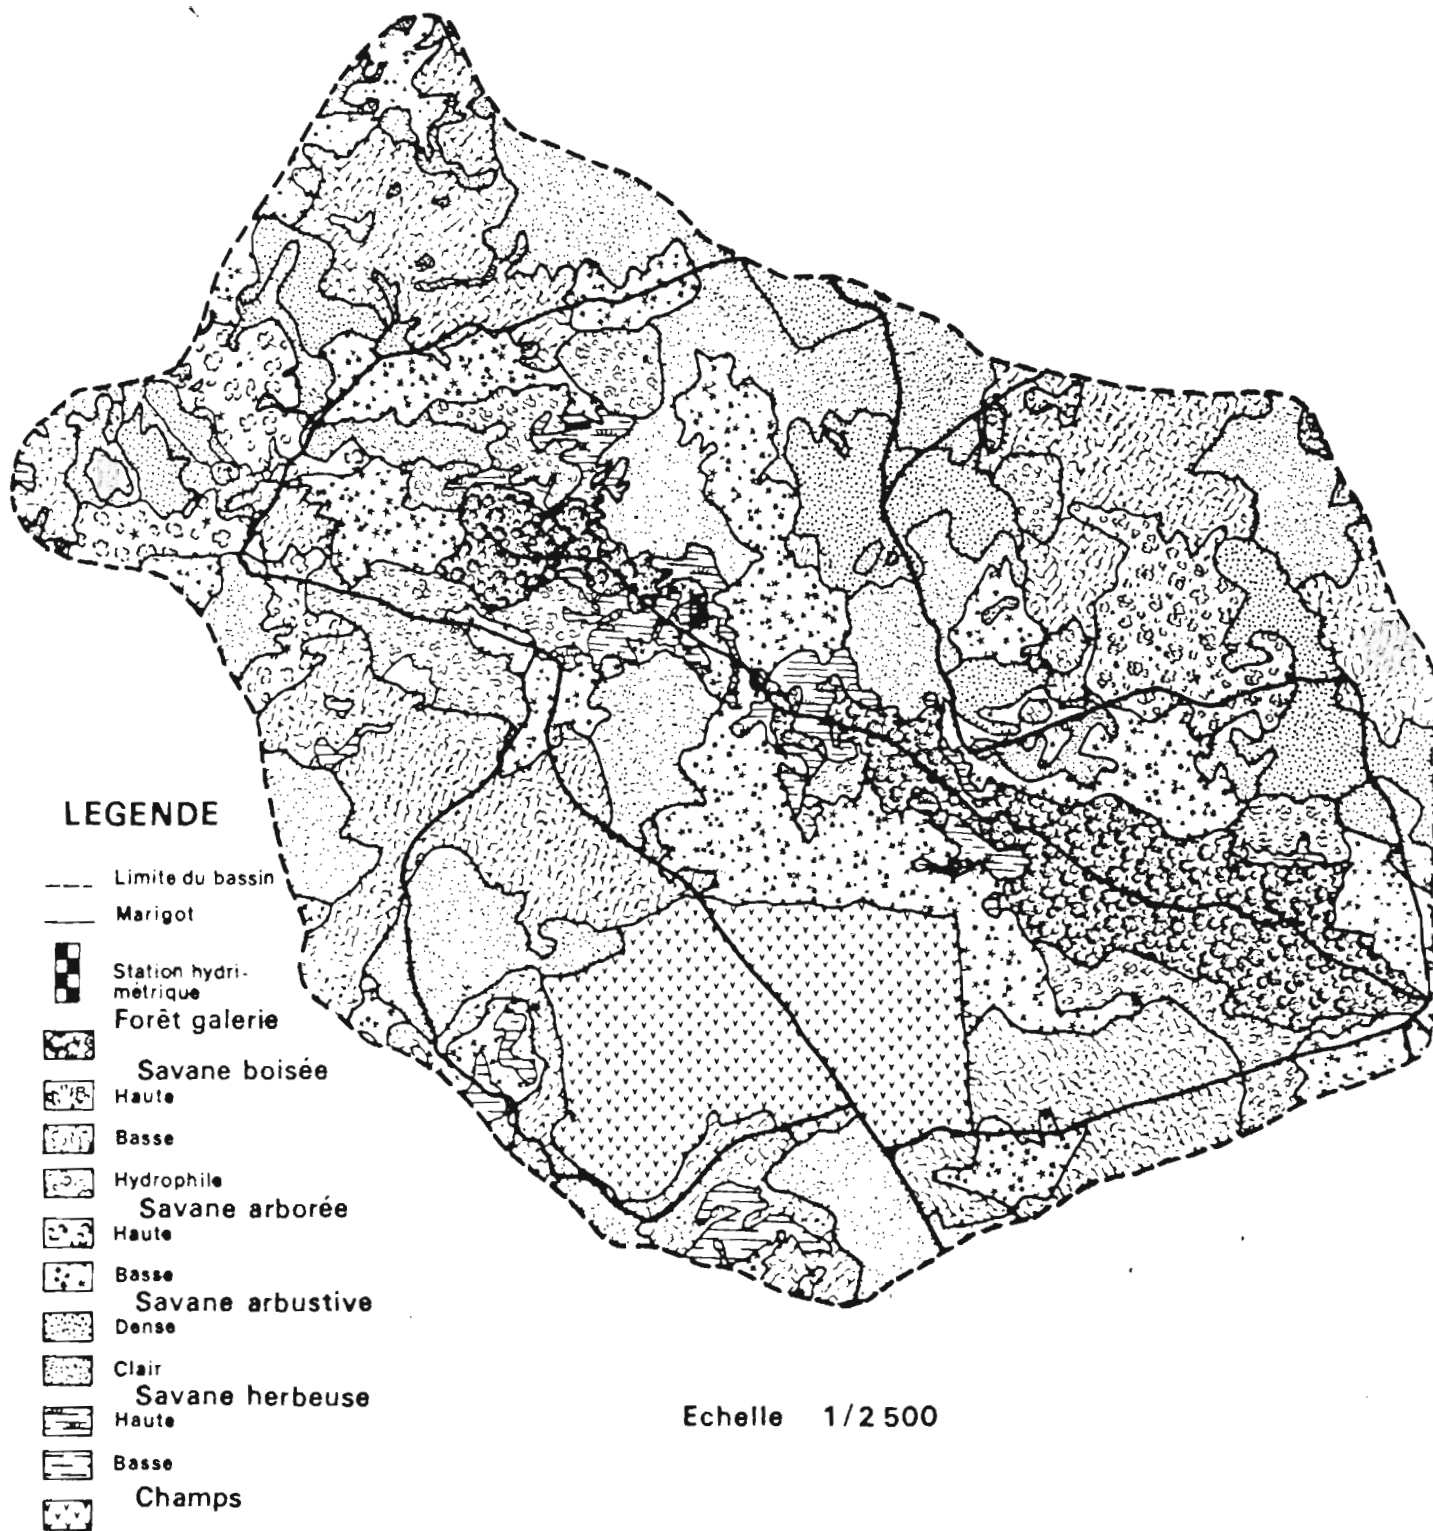 LEGENDE
Limite du bassin
Marigot
Station hydri-
métrique
Forêt galerie
Savane boisée
Haute
Basse
Hydrophile
Savane arborée
Haute
Basse
Savane arbustive
Dense
Clair
Savane herbeuse
Haute
Basse
Champs
Echelle 1/2 500